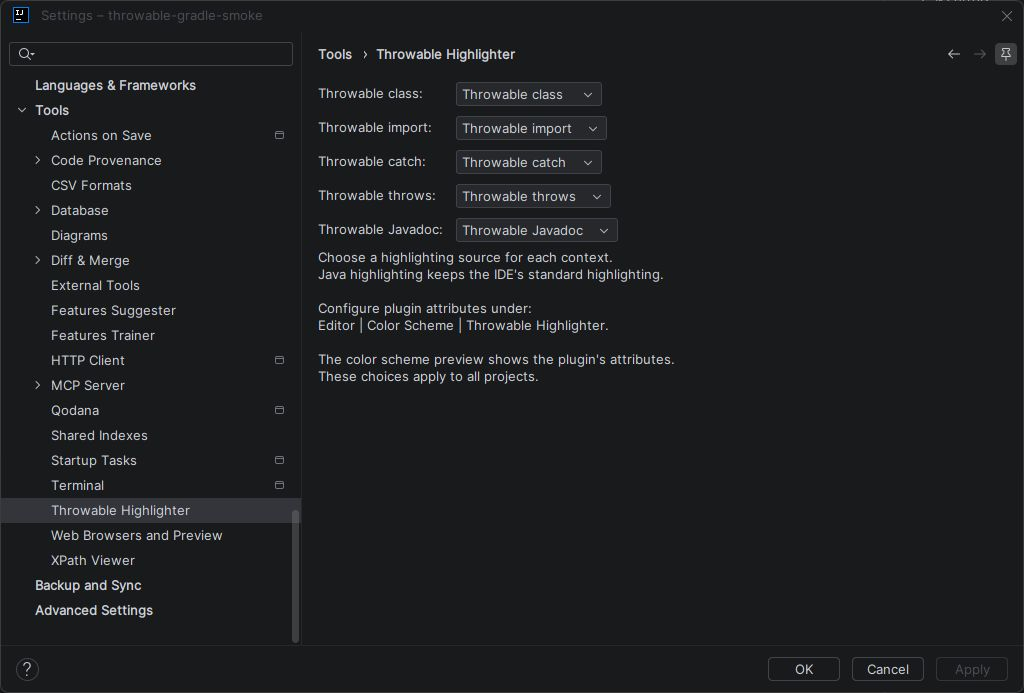 Settings – throwable-gradle-smoke
Languages & Frameworks
Tools
Actions on Save
Code Provenance
CSV Formats
Database
Diagrams
Diff & Merge
External Tools
Features Suggester
Features Trainer
HTTP Client
MCP Server
Qodana
Shared Indexes
Startup Tasks
Terminal
Throwable Highlighter
Web Browsers and Preview
XPath Viewer
Backup and Sync
Advanced Settings
Tools › Throwable Highlighter
Throwable class: Throwable class
Throwable import: Throwable import
Throwable catch: Throwable catch
Throwable throws: Throwable throws
Throwable Javadoc: Throwable Javadoc
Choose a highlighting source for each context.
Java highlighting keeps the IDE's standard highlighting.
Configure plugin attributes under:
Editor | Color Scheme | Throwable Highlighter.
The color scheme preview shows the plugin's attributes.
These choices apply to all projects.
? OK Cancel Apply